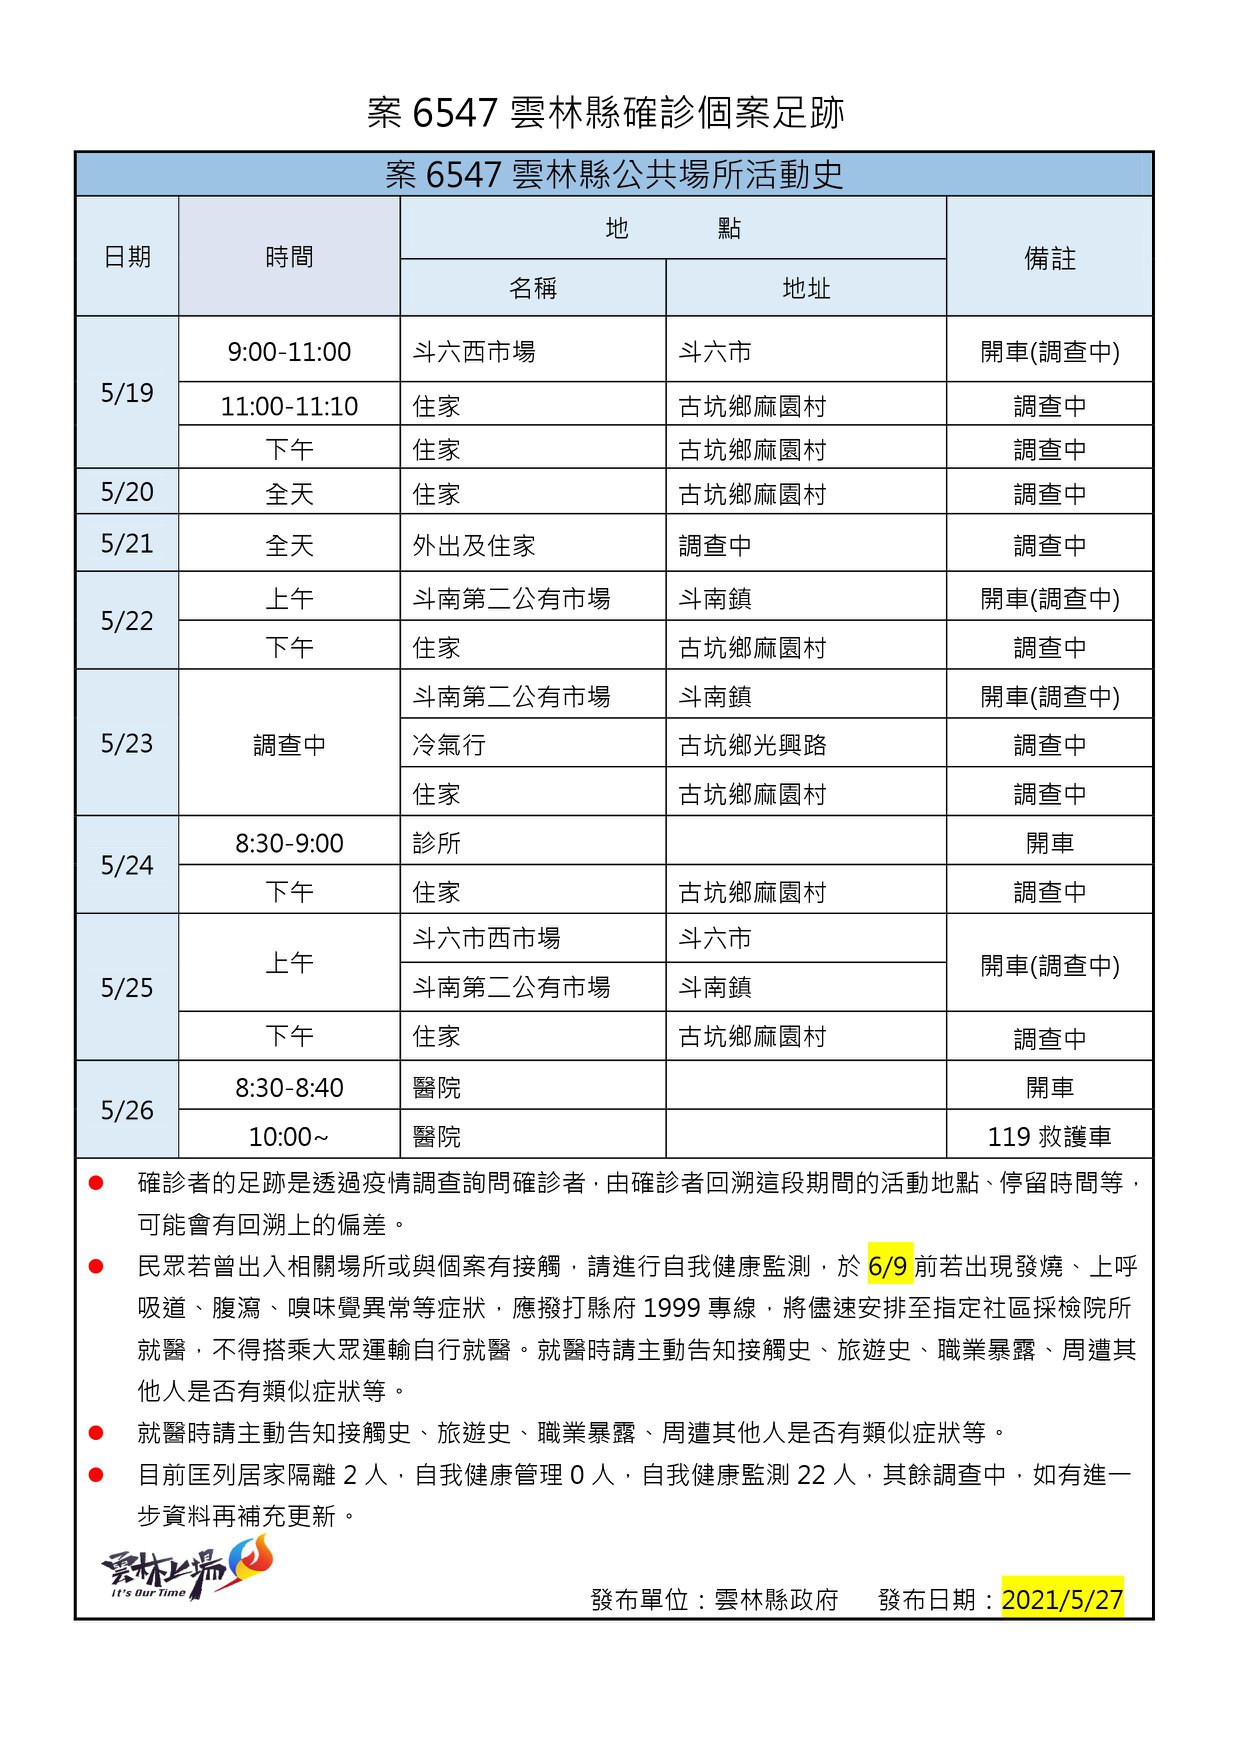 案 6547 雲林縣確診個案足跡
案 6547 雲林縣公共場所活動史
日期 時間 地 點 備註
名稱 地址
5/19 9:00-11:00 斗六西市場 斗六市 開車(調查中)
11:00-11:10 住家 古坑鄉麻園村 調查中
下午 住家 古坑鄉麻園村 調查中
5/20 全天 住家 古坑鄉麻園村 調查中
5/21 全天 外出及住家 調查中 調查中
5/22 上午 斗南第二公有市場 斗南鎮 開車(調查中)
下午 住家 古坑鄉麻園村 調查中
5/23 調查中 斗南第二公有市場 斗南鎮 開車(調查中)
冷氣行 古坑鄉光興路 調查中
住家 古坑鄉麻園村 調查中
5/24 8:30-9:00 診所 開車
下午 住家 古坑鄉麻園村 調查中
5/25 上午 斗六市西市場 斗六市 開車(調查中)
斗南第二公有市場 斗南鎮
下午 住家 古坑鄉麻園村 調查中
5/26 8:30-8:40 醫院 開車
10:00~ 醫院 119 救護車
● 確診者的足跡是透過疫情調查詢問確診者，由確診者回溯這段期間的活動地點、停留時間等，
可能會有回溯上的偏差。
● 民眾若曾出入相關場所或與個案有接觸，請進行自我健康監測，於 6/9 前若出現發燒、上呼
吸道、腹瀉、嗅味覺異常等症狀，應撥打縣府 1999 專線，將儘速安排至指定社區採檢院所
就醫，不得搭乘大眾運輸自行就醫。就醫時請主動告知接觸史、旅遊史、職業暴露、周遭其
他人是否有類似症狀等。
● 就醫時請主動告知接觸史、旅遊史、職業暴露、周遭其他人是否有類似症狀等。
● 目前匡列居家隔離 2 人，自我健康管理 0 人，自我健康監測 22 人，其餘調查中，如有進一
步資料再補充更新。
雲林上場
It's Our Time
發布單位：雲林縣政府 發布日期：2021/5/27